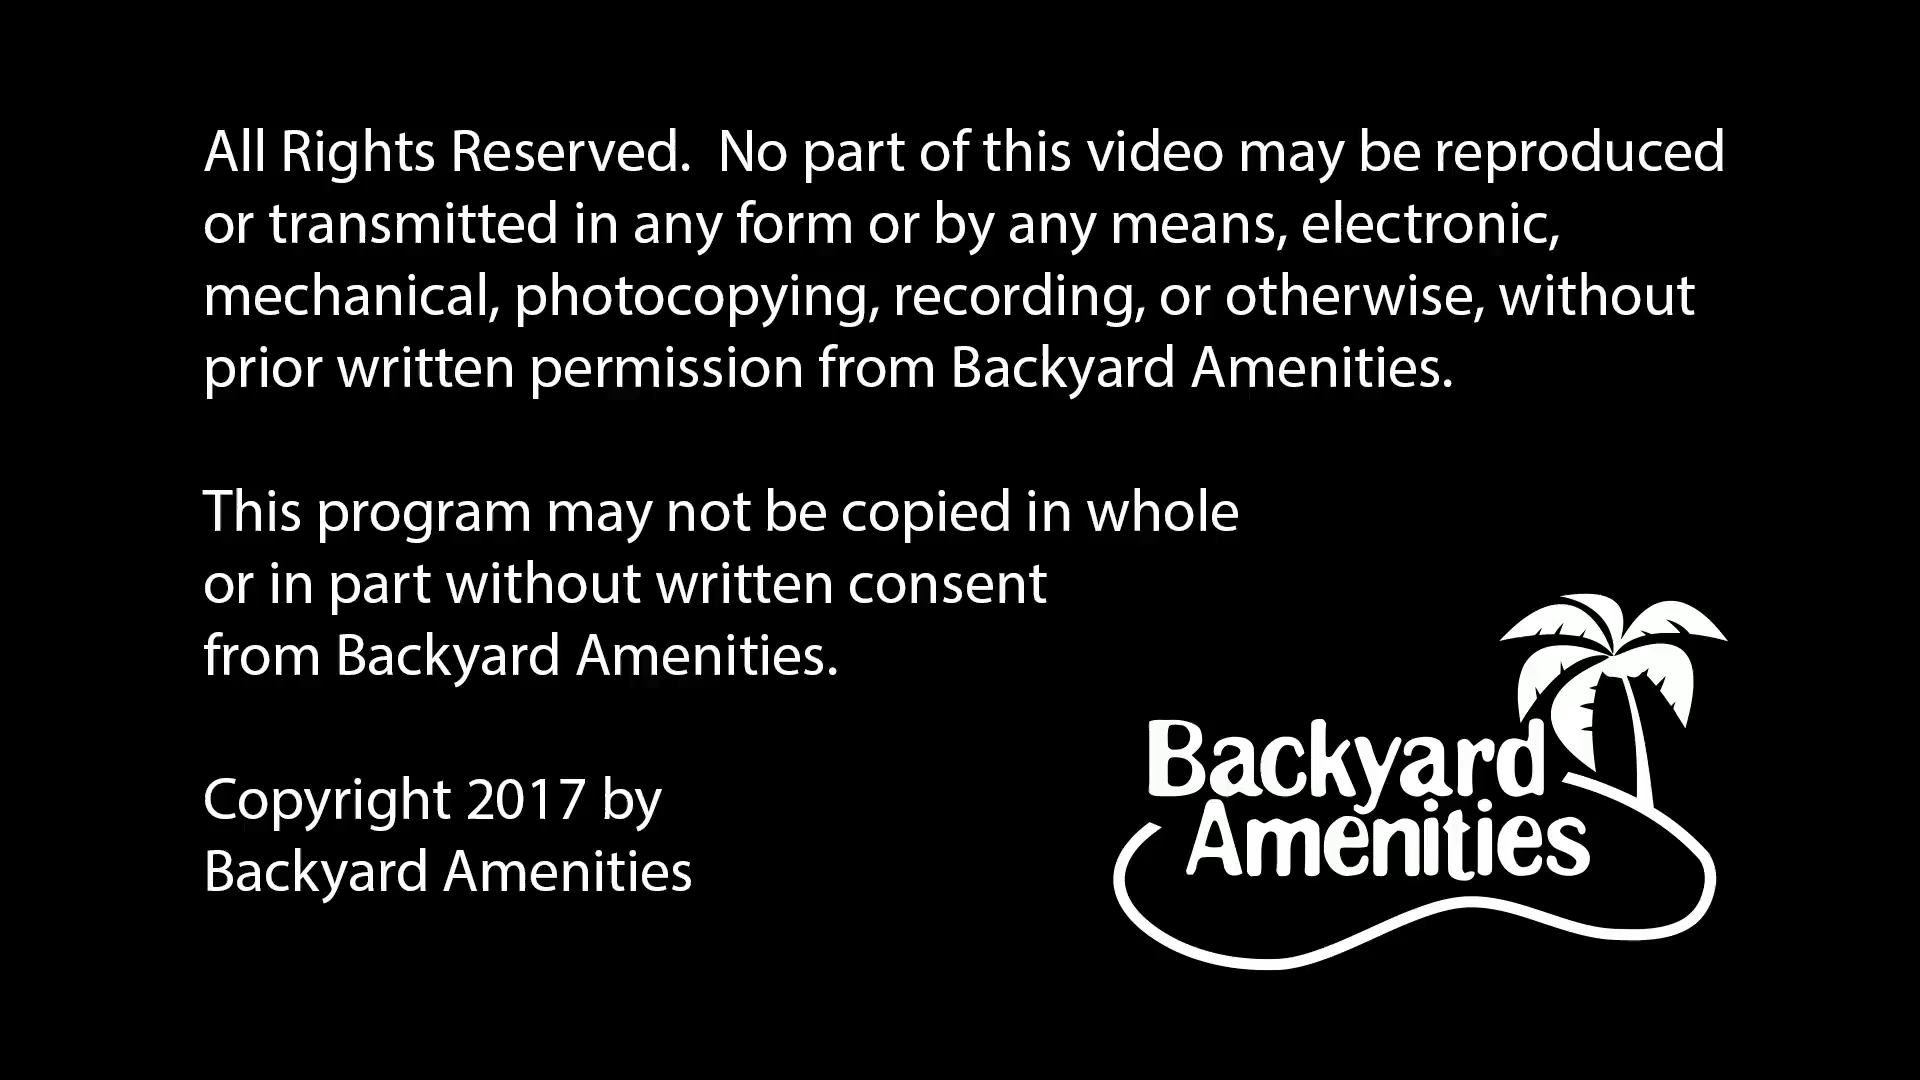 All Rights Reserved.  No part of this video may be reproduced
or transmitted in any form or by any means, electronic,
mechanical, photocopying, recording, or otherwise, without
prior written permission from Backyard Amenities.
This program may not be copied in whole
or in part without written consent
from Backyard Amenities.
Copyright 2017 by
Backyard Amenities
Backyard
Amenities